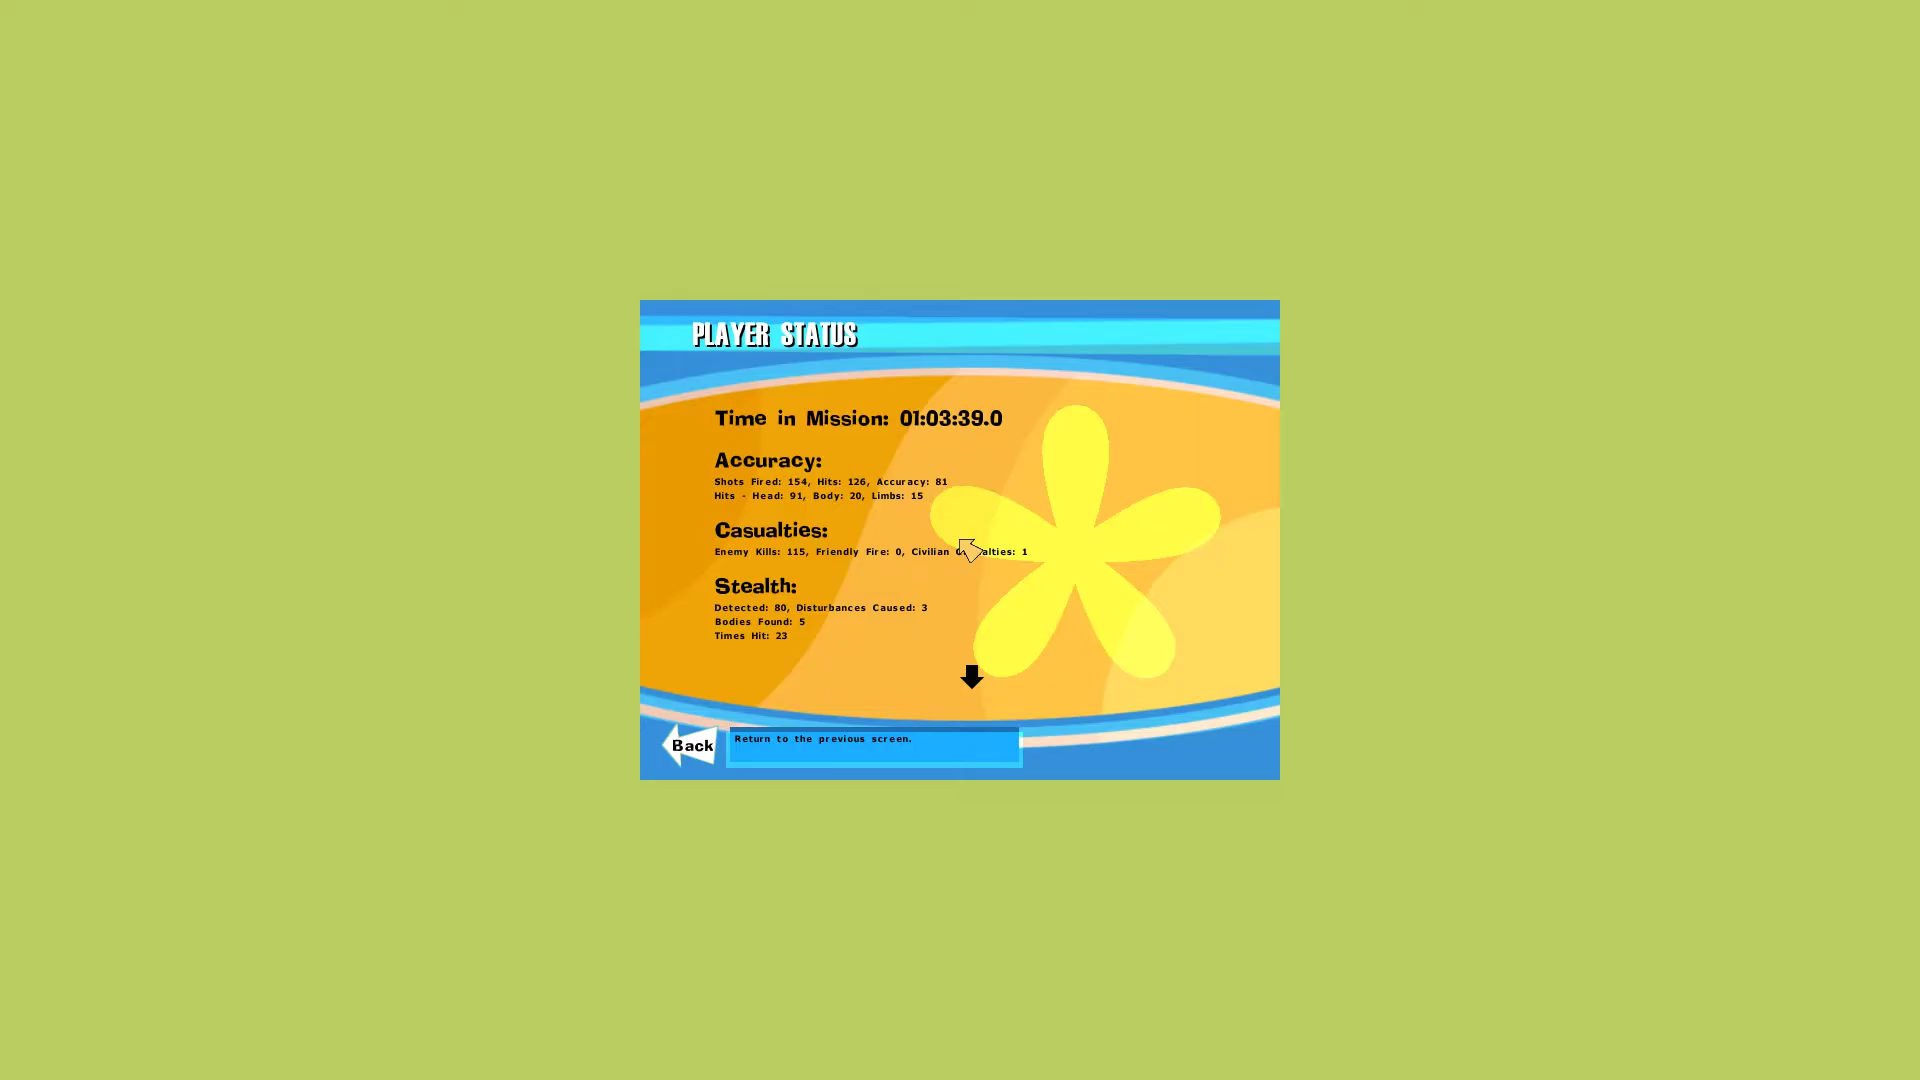 PLAYER STATUS
Time in Mission: 01:03:39.0
Accuracy:
Shots Fired: 154, Hits: 126, Accuracy: 81
Hits - Head: 91, Body: 20, Limbs: 15
Casualties:
Enemy Kills: 115, Friendly Fire: 0, Civilian : 1
Stealth:
Detected: 80, Disturbances Caused: 3
Bodies Found: 5
Times Hit: 23
Back
Return to the previous screen.